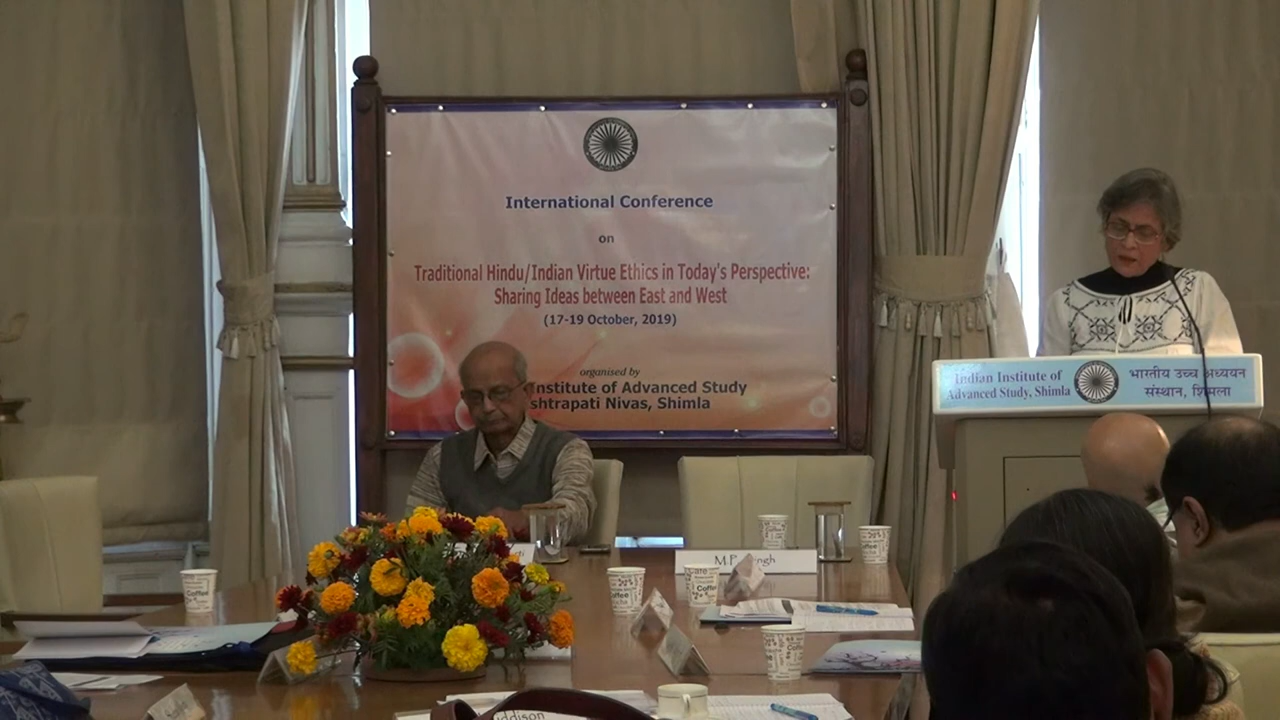 International Conference
on
Traditional Hindu/Indian Virtue Ethics in Today's Perspective:
Sharing Ideas between East and West
(17-19 October, 2019)
organised by
Institute of Advanced Study
shtrapati Nivas, Shimla
Indian Institute of
Advanced Study, Shimla
भारतीय उच्च अध्ययन
संस्थान, शिमला
Coffee